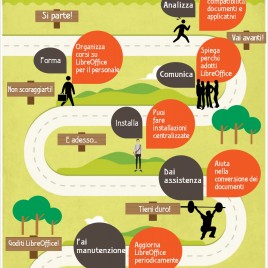 Analizza
compatibilità
documenti e
applicativi
Si parte!
Vai avanti!
Forma
Organizza
corsi su
LibreOffice
per il personale
Comunica
Spiega
perché
adotti
LibreOffice
Non scoraggiarti!
Installa
Puoi
fare
installazioni
centralizzate
E adesso..
Dai
assistenza
Aiuta
nella
conversione dei
documenti
Tieni duro!
Goditi LibreOffice!
Fai
manutenzione
Aggiorna
LibreOffice
periodicamente